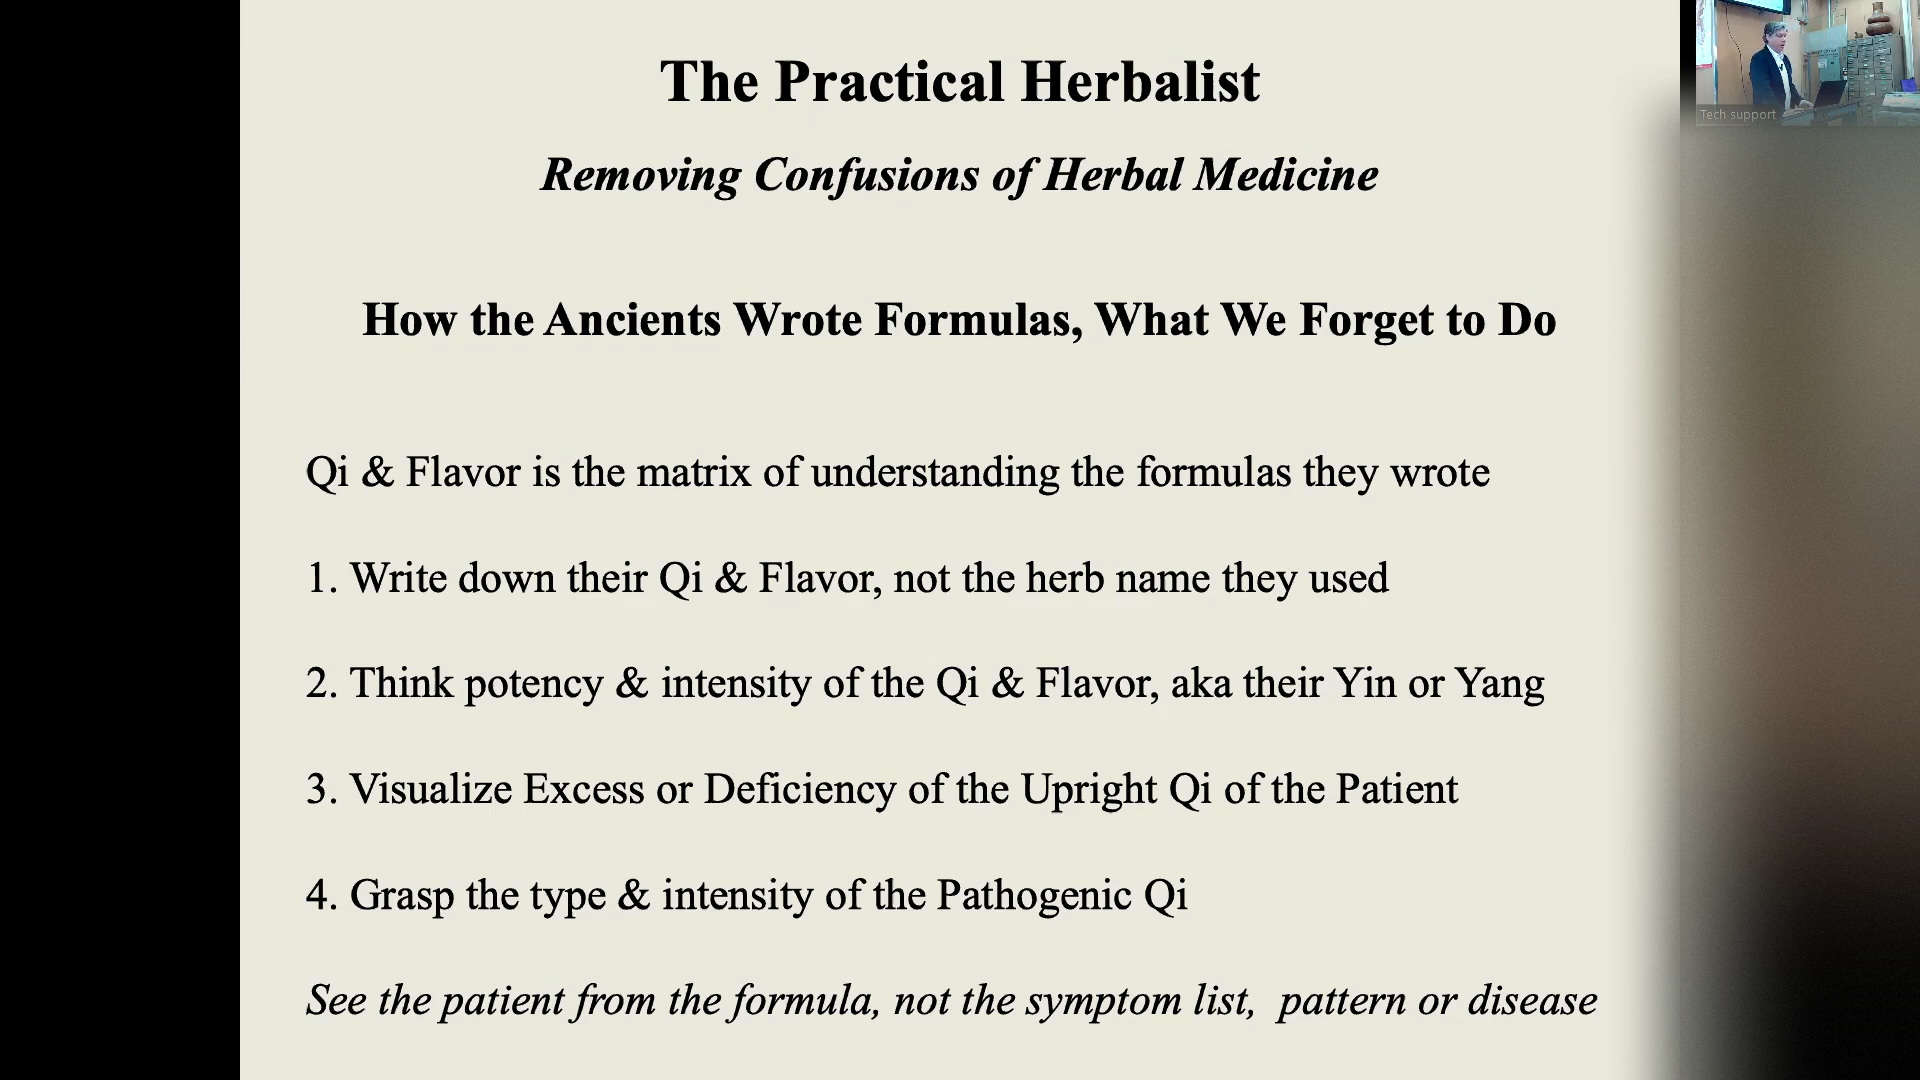 The Practical Herbalist
Removing Confusions of Herbal Medicine
How the Ancients Wrote Formulas, What We Forget to Do
Qi & Flavor is the matrix of understanding the formulas they wrote
1. Write down their Qi & Flavor, not the herb name they used
2. Think potency & intensity of the Qi & Flavor, aka their Yin or Yang
3. Visualize Excess or Deficiency of the Upright Qi of the Patient
4. Grasp the type & intensity of the Pathogenic Qi
See the patient from the formula, not the symptom list,  pattern or disease
Tech support